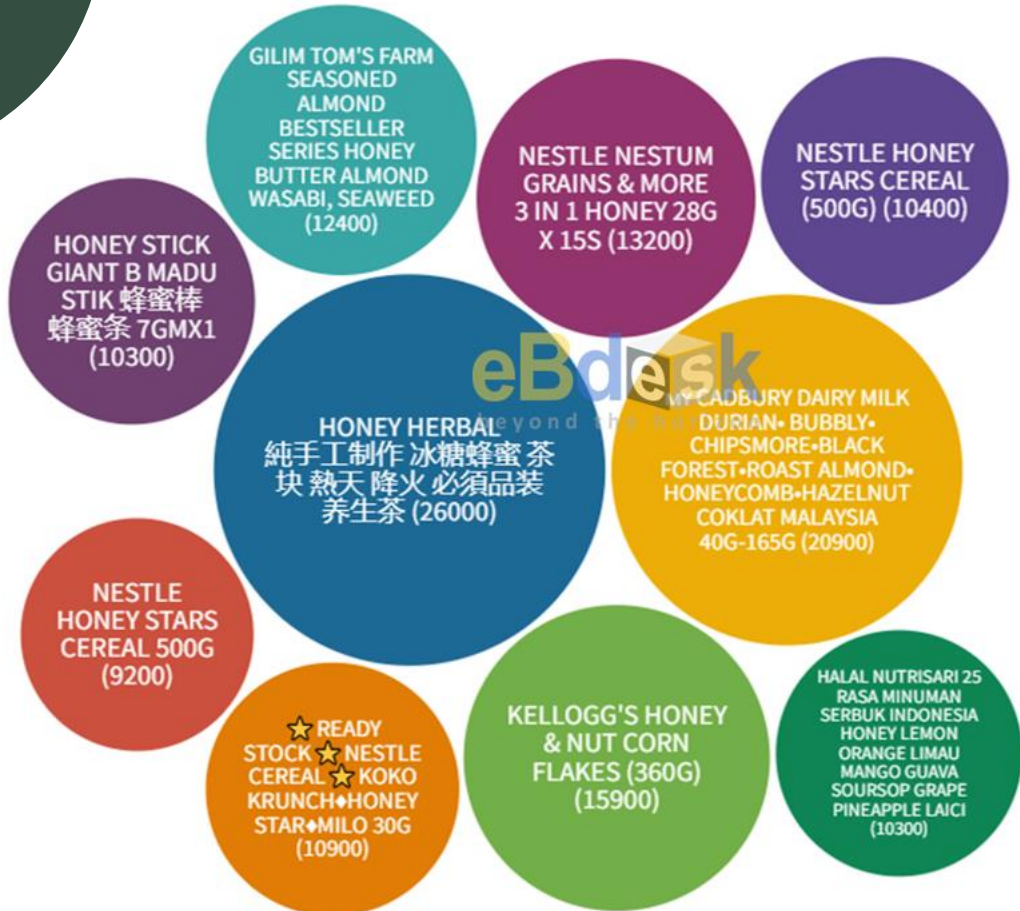 GILIM TOM'S FARM
SEASONED
ALMOND
BESTSELLER
SERIES HONEY
BUTTER ALMOND
WASABI, SEAWEED
(12400)
NESTLE NESTUM
GRAINS & MORE
3 IN 1 HONEY 28G
X 15S (13200)
NESTLE HONEY
STARS CEREAL
(500G) (10400)
HONEY STICK
GIANT B MADU
STIK 蜂蜜棒
蜂蜜条 7GMX1
(10300)
eBdesk
beyond the
HONEY HERBAL
純手工制作 冰糖蜂蜜 茶
块 熱天 降火 必須品装
养生茶 (26000)
CADBURY DAIRY MILK
DURIAN• BUBBLY•
CHIPSMORE•BLACK
FOREST•ROAST ALMOND•
HONEYCOMB•HAZELNUT
COKLAT MALAYSIA
40G-165G (20900)
NESTLE
HONEY STARS
CEREAL 500G
(9200)
⭐ READY
STOCK ⭐ NESTLE
CEREAL ⭐ KOKO
KRUNCH♦HONEY
STAR♦MILO 30G
(10900)
KELLOGG'S HONEY
& NUT CORN
FLAKES (360G)
(15900)
HALAL NUTRISARI 25
RASA MINUMAN
SERBUK INDONESIA
HONEY LEMON
ORANGE LIMAU
MANGO GUAVA
SOURSOP GRAPE
PINEAPPLE LAICI
(10300)